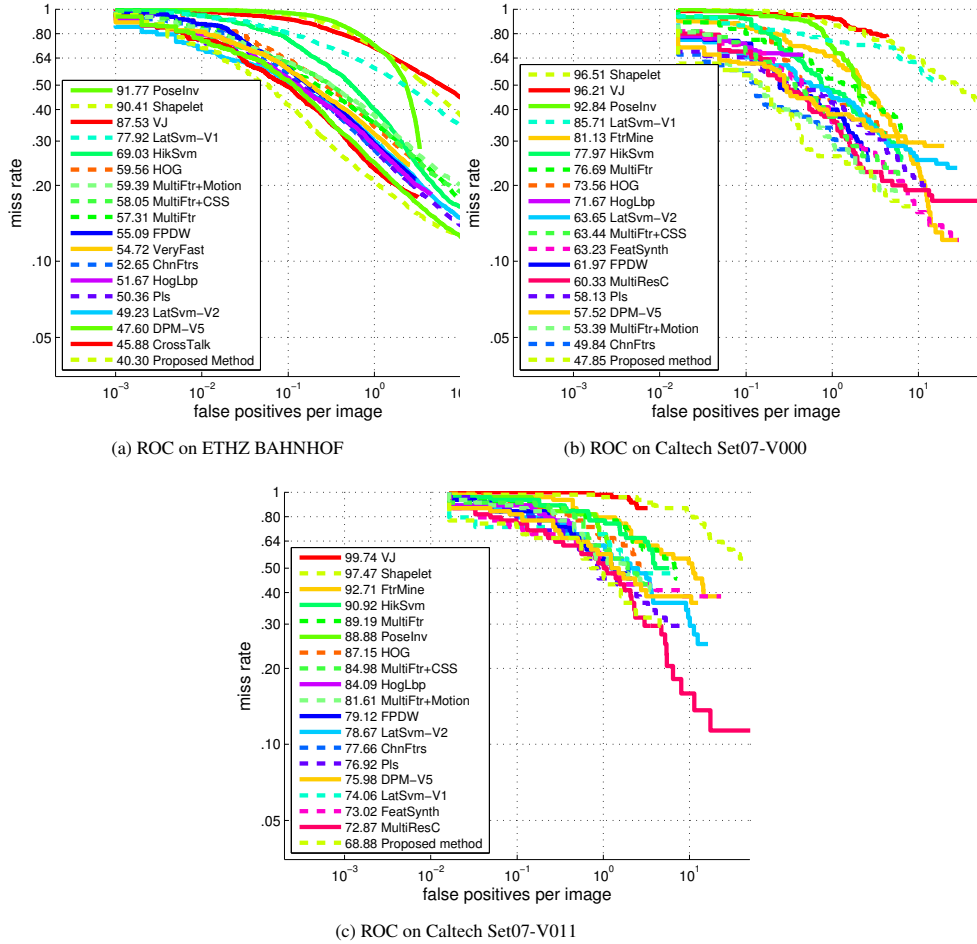 1
.80
.64
.50
.40
.30
.20
.10
.05
miss rate
91.77 PoseInv
90.41 Shapelet
87.53 VJ
77.92 LatSvm-V1
69.03 HikSvm
59.56 HOG
59.39 MultiFtr+Motion
58.05 MultiFtr+CSS
57.31 MultiFtr
55.09 FPDW
54.72 VeryFast
52.65 ChnFtrs
51.67 HogLbp
50.36 Pls
49.23 LatSvm-V2
47.60 DPM-V5
45.88 CrossTalk
40.30 Proposed Method
10^-3 10^-2 10^-1 10^0
false positives per image
(a) ROC on ETHZ BAHNHOF
1
.80
.64
.50
.40
.30
.20
.10
.05
miss rate
96.51 Shapelet
96.21 VJ
92.84 PoseInv
85.71 LatSvm-V1
81.13 FtrMine
77.97 HikSvm
76.69 MultiFtr
73.56 HOG
71.67 HogLbp
63.65 LatSvm-V2
63.44 MultiFtr+CSS
63.23 FeatSynth
61.97 FPDW
60.33 MultiResC
58.13 Pls
57.52 DPM-V5
53.39 MultiFtr+Motion
49.84 ChnFtrs
47.85 Proposed method
10^-3 10^-2 10^-1 10^0 10^1
false positives per image
(b) ROC on Caltech Set07-V000
1
.80
.64
.50
.40
.30
.20
.10
.05
miss rate
99.74 VJ
97.47 Shapelet
92.71 FtrMine
90.92 HikSvm
89.19 MultiFtr
88.88 PoseInv
87.15 HOG
84.98 MultiFtr+CSS
84.09 HogLbp
81.61 MultiFtr+Motion
79.12 FPDW
78.67 LatSvm-V2
77.66 ChnFtrs
76.92 Pls
75.98 DPM-V5
74.06 LatSvm-V1
73.02 FeatSynth
72.87 MultiResC
68.88 Proposed method
10^-3 10^-2 10^-1 10^0 10^1
false positives per image
(c) ROC on Caltech Set07-V011